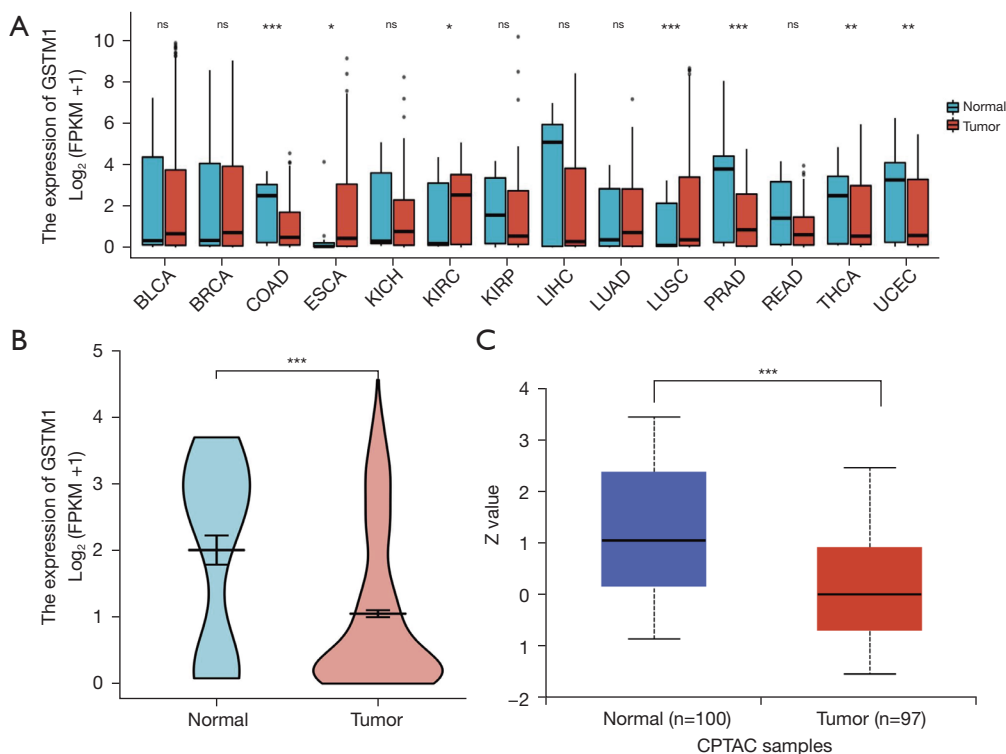 A
ns ns *** * ns * ns ns ns *** *** ns ** **
The expression of GSTM1
Log2 (FPKM +1)
10
8
6
4
2
0
Normal
Tumor
BLCA BRCA COAD ESCA KICH KIRC KIRP LIHC LUAD LUSC PRAD READ THCA UCEC
B
The expression of GSTM1
Log2 (FPKM +1)
5
4
3
2
1
0
***
Normal Tumor
C
Z value
4
3
2
1
0
1
−2
***
Normal (n=100) Tumor (n=97)
CPTAC samples